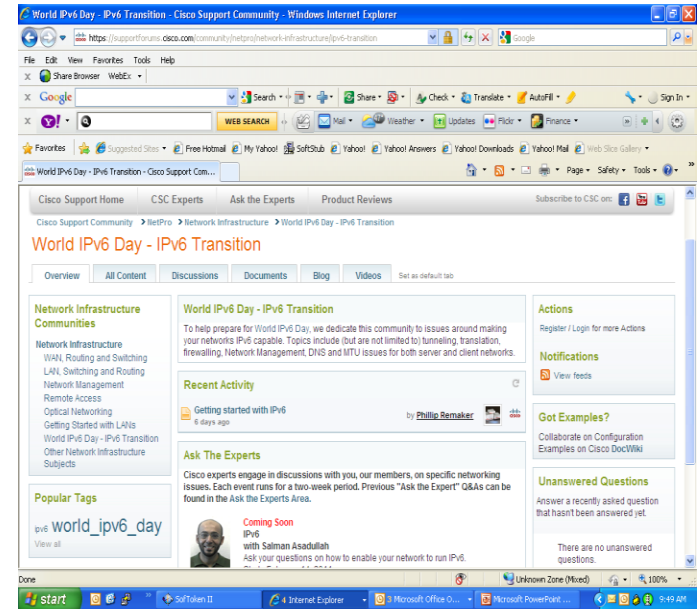 World IPv6 Day - IPv6 Transition - Cisco Support Community - Windows Internet Explorer
https://supportforums.cisco.com/community/netpro/network-infrastructure/ipv6-transition
Google
File Edit View Favorites Tools Help
x Share Browser WebEx
x Google Search Share Check Translate AutoFill Sign In
x Y! WEB SEARCH Mail Weather Updates Flickr Finance
Favorites Suggested Sites Free Hotmail My Yahoo! SoftStub Yahoo! Yahoo! Answers Yahoo! Downloads Yahoo! Mail Web Slice Gallery
World IPv6 Day - IPv6 Transition - Cisco Support Com... Page Safety Tools
Cisco Support Home CSC Experts Ask the Experts Product Reviews Subscribe to CSC on:
Cisco Support Community > NetPro > Network Infrastructure > World IPv6 Day - IPv6 Transition
World IPv6 Day - IPv6 Transition
Overview All Content Discussions Documents Blog Videos Set as default tab
Network Infrastructure
Communities
Network Infrastructure
WAN, Routing and Switching
LAN, Switching and Routing
Network Management
Remote Access
Optical Networking
Getting Started with LANs
World IPv6 Day - IPv6 Transition
Other Network Infrastructure
Subjects
Popular Tags
ipv6 world_ipv6_day
View all
World IPv6 Day - IPv6 Transition
To help prepare for World IPv6 Day, we dedicate this community to issues around making
your networks IPv6 capable. Topics include (but are not limited to) tunneling, translation,
firewalling, Network Management, DNS and MTU issues for both server and client networks.
Recent Activity
Getting started with IPv6
6 days ago
by Phillip Remaker
Ask The Experts
Cisco experts engage in discussions with you, our members, on specific networking
issues. Each event runs for a two-week period. Previous "Ask the Expert" Q&As can be
found in the Ask the Experts Area.
Coming Soon
IPv6
with Salman Asadullah
Ask your questions on how to enable your network to run IPv6.
Actions
Register / Login for more Actions
Notifications
View feeds
Got Examples?
Collaborate on Configuration
Examples on Cisco DocWiki
Unanswered Questions
Answer a recently asked question
that hasn't been answered yet.
There are no unanswered
questions.
Done Unknown Zone (Mixed) 100%
start SofToken II 4 Internet Explorer 3 Microsoft Office O... Microsoft PowerPoint ... 9:49 AM